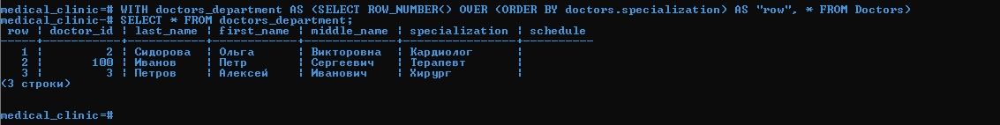 medical_clinic=# WITH doctors_department AS (SELECT ROW_NUMBER() OVER (ORDER BY doctors.specialization) AS "row", * FROM Doctors)
medical_clinic-# SELECT * FROM doctors_department;
 row | doctor_id | last_name | first_name | middle_name | specialization | schedule
-----+-----------+-----------+------------+-------------+----------------+----------
   1 |         2 | Сидорова  | Ольга      | Викторовна  | Кардиолог      |
   2 |       100 | Иванов    | Петр       | Сергеевич   | Терапевт       |
   3 |         3 | Петров    | Алексей    | Иванович    | Хирург         |
(3 строки)
medical_clinic=#